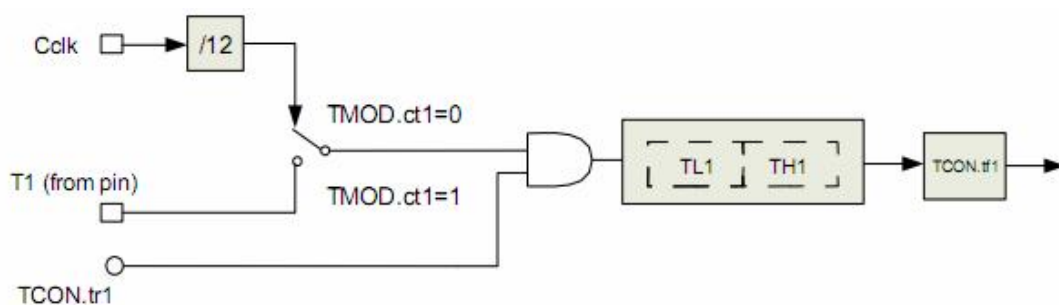 Cclk
/12
TMOD.ct1=0
T1 (from pin)
TMOD.ct1=1
TL1
TH1
TCON.tf1
TCON.tr1